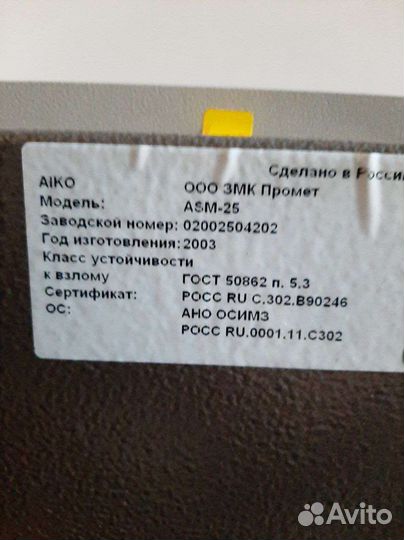 Сделано в России
AIKO ООО ЗМК Промет
Модель: ASM-25
Заводской номер: 02002504202
Год изготовления: 2003
Класс устойчивости
к взлому ГОСТ 50862 п. 5.3
Сертификат: РОСС RU С.302.В90246
ОС: АНО ОСИМЗ
РОСС RU.0001.11.С302
Avito